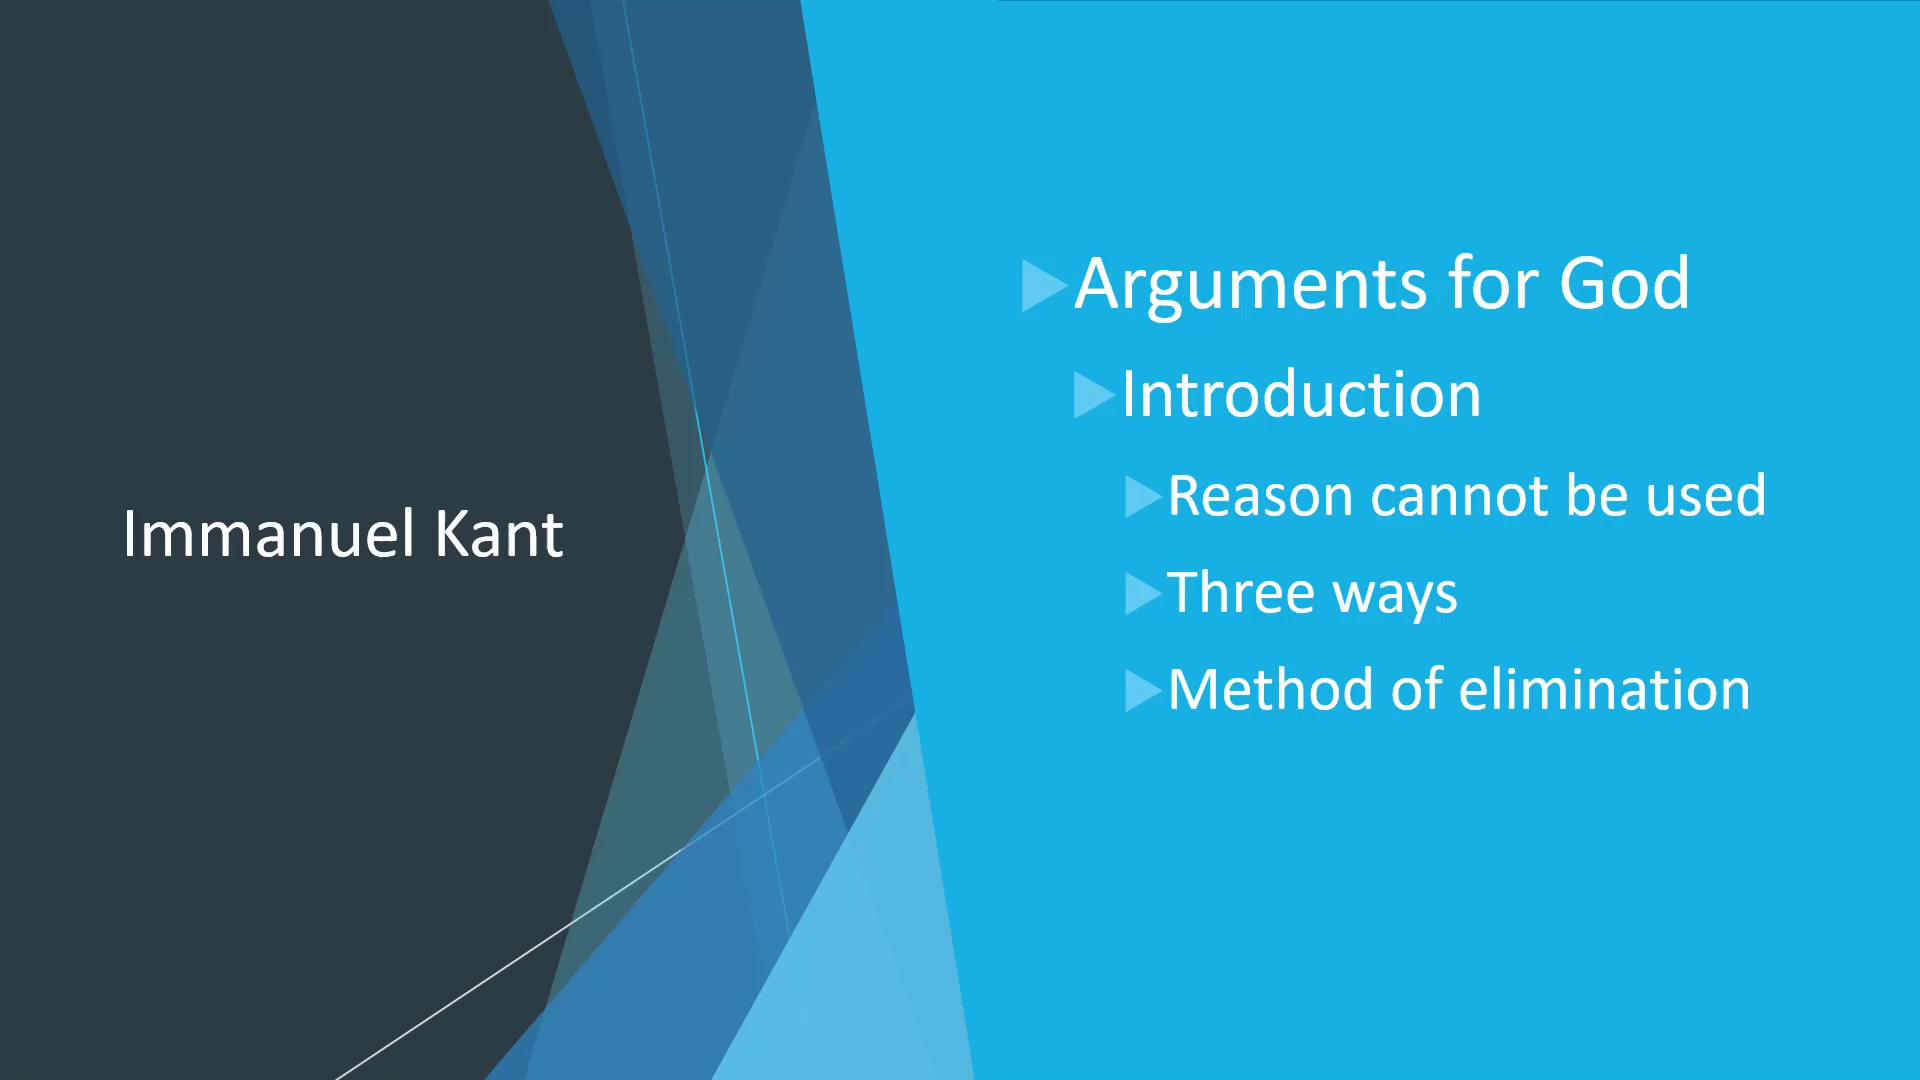 Immanuel Kant
Arguments for God
Introduction
Reason cannot be used
Three ways
Method of elimination